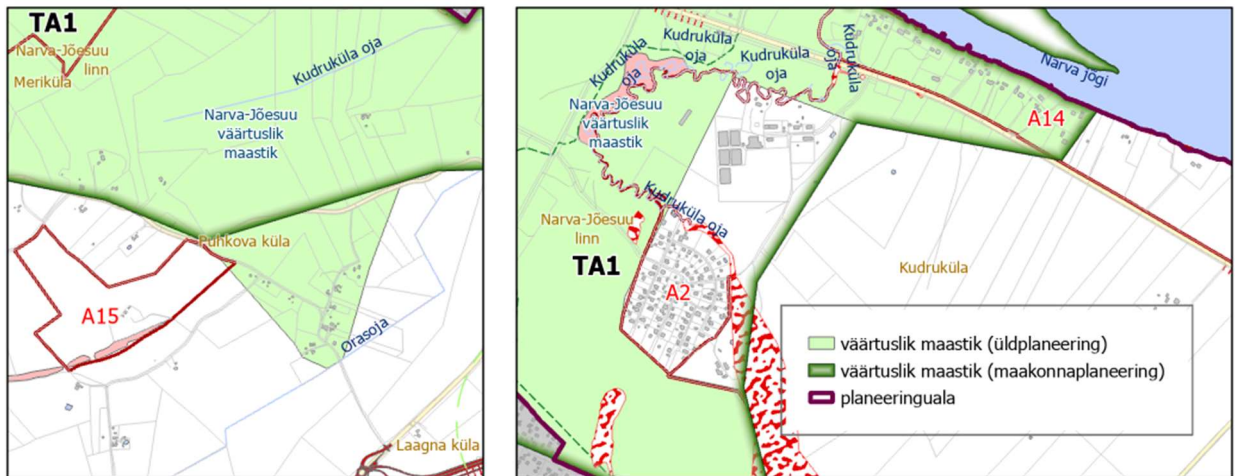 TA1
Narva-Jõesuu
linn
Meriküla
Kudruküla oja
Narva-Jõesuu
väärtuslik
maastik
Puhkova küla
A15
Orasoja
Laagna küla
Kudruküla
oja
Kudruküla
oja
Kudruküla
oja
Kudruküla
oja
Narva jõgi
Narva-Jõesuu
väärtuslik
maastik
A14
Kudruküla oja
Narva-Jõesuu
linn
TA1
A2
Kudruküla
väärtuslik maastik (üldplaneering)
väärtuslik maastik (maakonnaplaneering)
planeeringuala